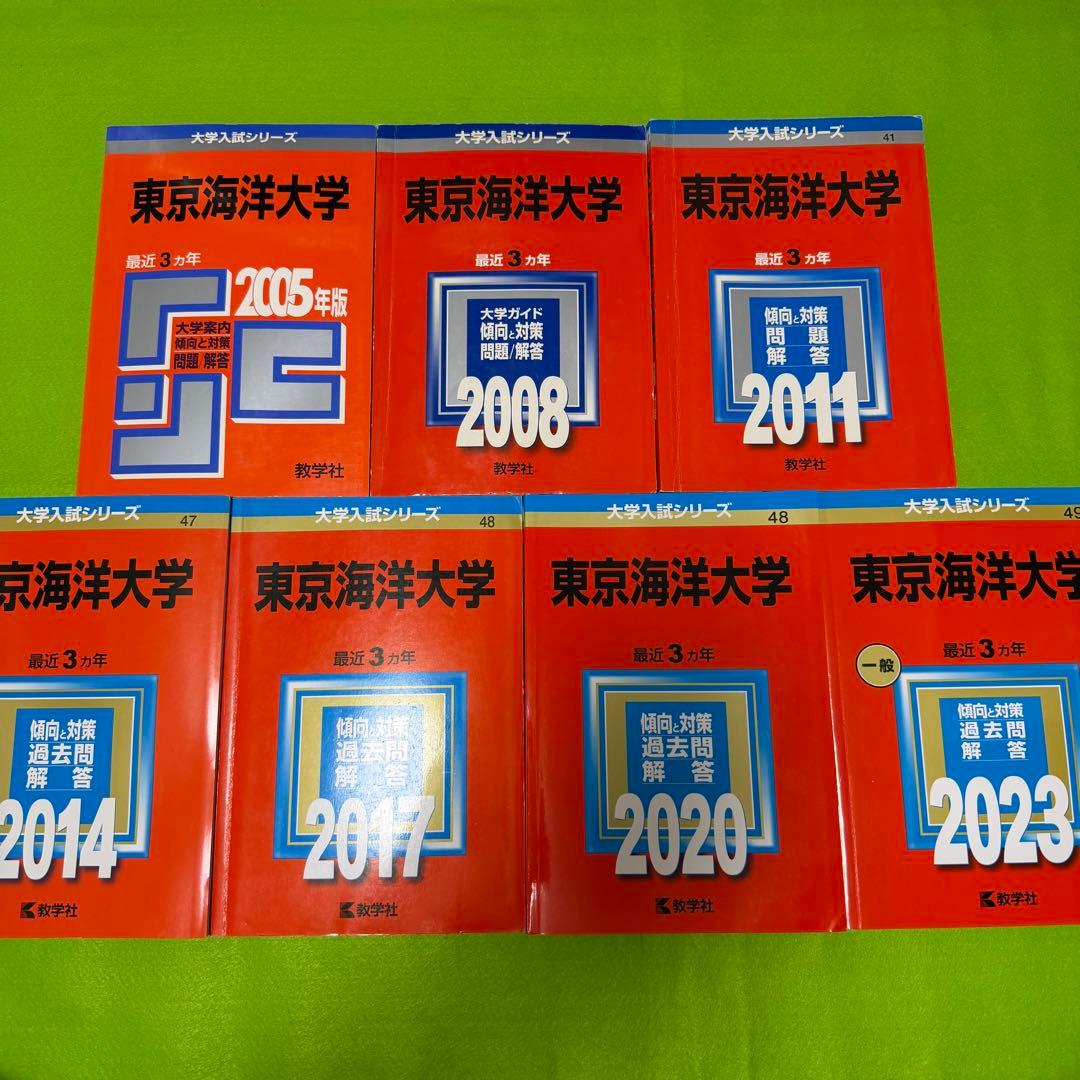 大学入試シリーズ
東京海洋大学
最近3ヵ年
2005年版
大学案内
傾向と対策
問題/解答
教学社
大学入試シリーズ
東京海洋大学
最近3ヵ年
大学ガイド
傾向と対策
問題/解答
2008
教学社
大学入試シリーズ
41
東京海洋大学
最近3ヵ年
傾向と対策
問題
解答
2011
教学社
大学入試シリーズ
47
京海洋大学
最近3ヵ年
傾向と対策
過去問
解答
2014
教学社
大学入試シリーズ
48
東京海洋大学
最近3ヵ年
傾向と対策
過去問
解答
2017
教学社
大学入試シリーズ
48
東京海洋大学
最近3ヵ年
傾向と対策
過去問
解答
2020
教学社
大学入試シリーズ
49
東京海洋大学
最近3ヵ年
一般
傾向と対策
過去問
解答
2023
教学社